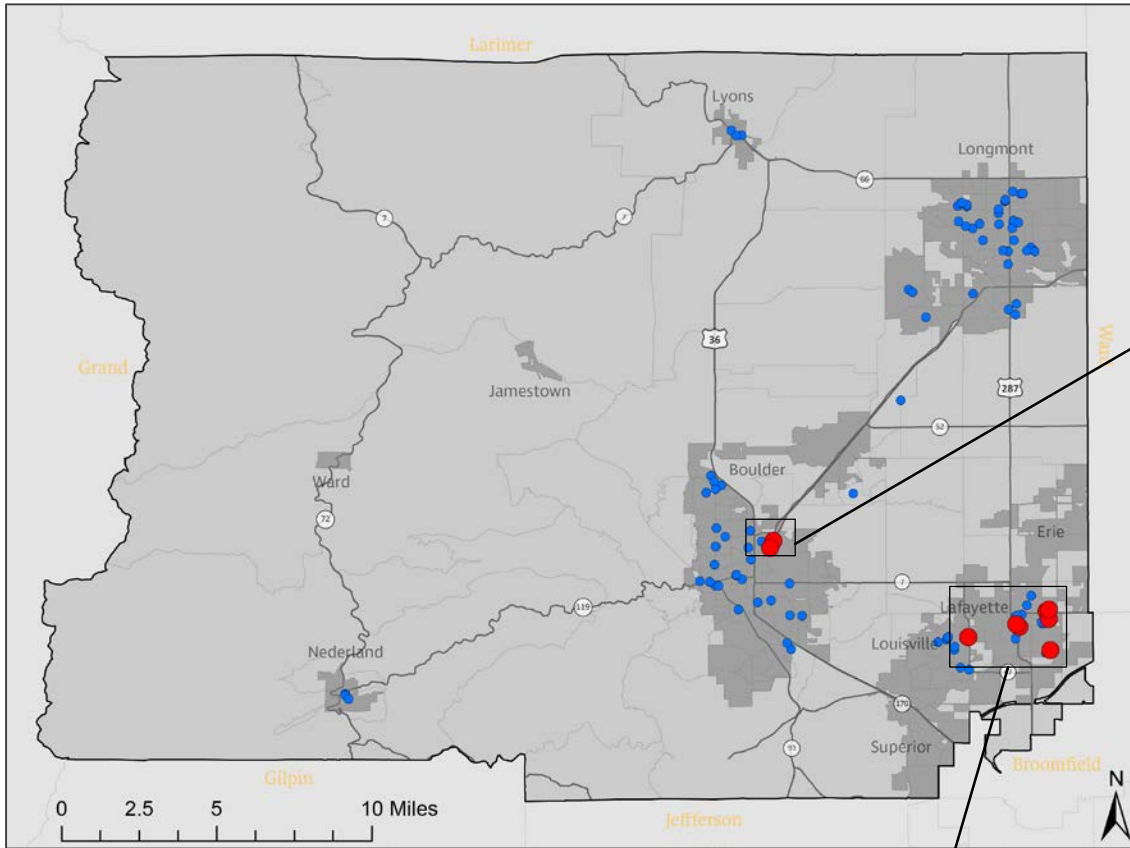 Larimer
Lyons
Longmont
66
7
7
36
Grand
Jamestown
287
52
Boulder
Ward
72
Erie
7
119
Lafayette
Nederland
Louisville
170
Superior
93
Gilpin
Broomfield
0 2.5 5 10 Miles
Jeffferson
N